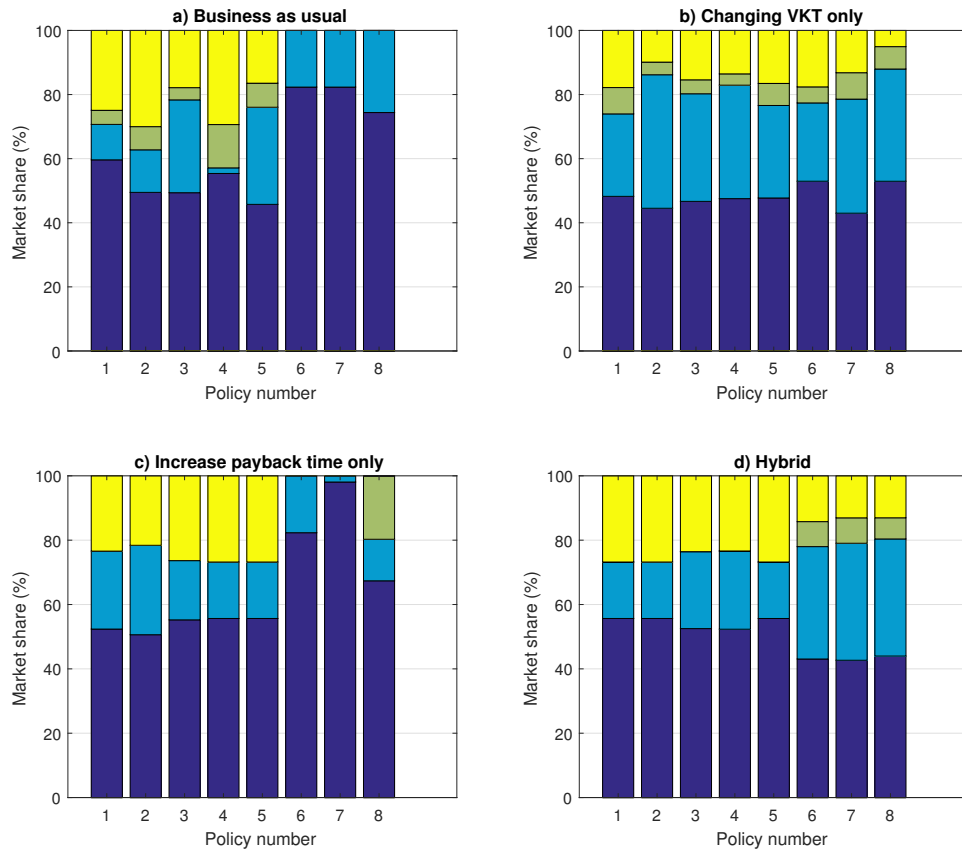 a) Business as usual
100
80
60
40
20
0
Market share (%)
1 2 3 4 5 6 7 8
Policy number
b) Changing VKT only
100
80
60
40
20
0
Market share (%)
1 2 3 4 5 6 7 8
Policy number
c) Increase payback time only
100
80
60
40
20
0
Market share (%)
1 2 3 4 5 6 7 8
Policy number
d) Hybrid
100
80
60
40
20
0
Market share (%)
1 2 3 4 5 6 7 8
Policy number